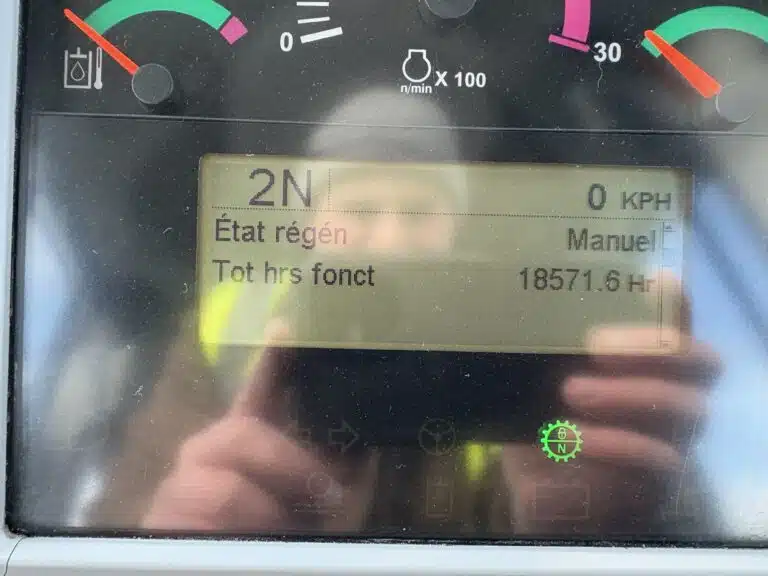 0
30
n/min X 100
2N 0 KPH
État régén Manuel
Tot hrs fonct 18571.6 Hr
N